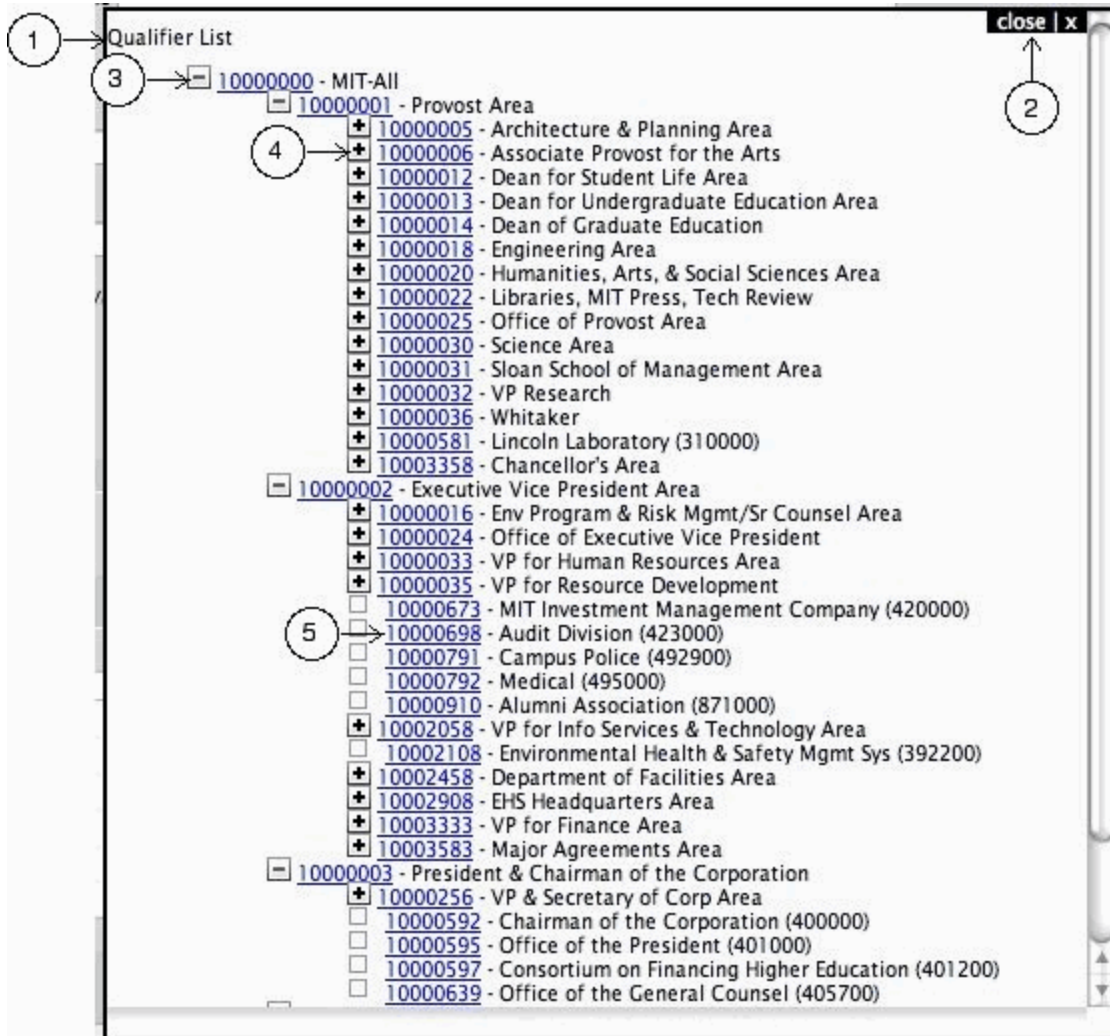 close | x
1 Qualifier List
3 10000000 - MIT-All
2
10000001 - Provost Area
10000005 - Architecture & Planning Area
4 10000006 - Associate Provost for the Arts
10000012 - Dean for Student Life Area
10000013 - Dean for Undergraduate Education Area
10000014 - Dean of Graduate Education
10000018 - Engineering Area
10000020 - Humanities, Arts, & Social Sciences Area
10000022 - Libraries, MIT Press, Tech Review
10000025 - Office of Provost Area
10000030 - Science Area
10000031 - Sloan School of Management Area
10000032 - VP Research
10000036 - Whitaker
10000581 - Lincoln Laboratory (310000)
10003358 - Chancellor's Area
10000002 - Executive Vice President Area
10000016 - Env Program & Risk Mgmt/Sr Counsel Area
10000024 - Office of Executive Vice President
10000033 - VP for Human Resources Area
10000035 - VP for Resource Development
10000673 - MIT Investment Management Company (420000)
5 10000698 - Audit Division (423000)
10000791 - Campus Police (492900)
10000792 - Medical (495000)
10000910 - Alumni Association (871000)
10002058 - VP for Info Services & Technology Area
10002108 - Environmental Health & Safety Mgmt Sys (392200)
10002458 - Department of Facilities Area
10002908 - EHS Headquarters Area
10003333 - VP for Finance Area
10003583 - Major Agreements Area
10000003 - President & Chairman of the Corporation
10000256 - VP & Secretary of Corp Area
10000592 - Chairman of the Corporation (400000)
10000595 - Office of the President (401000)
10000597 - Consortium on Financing Higher Education (401200)
10000639 - Office of the General Counsel (405700)